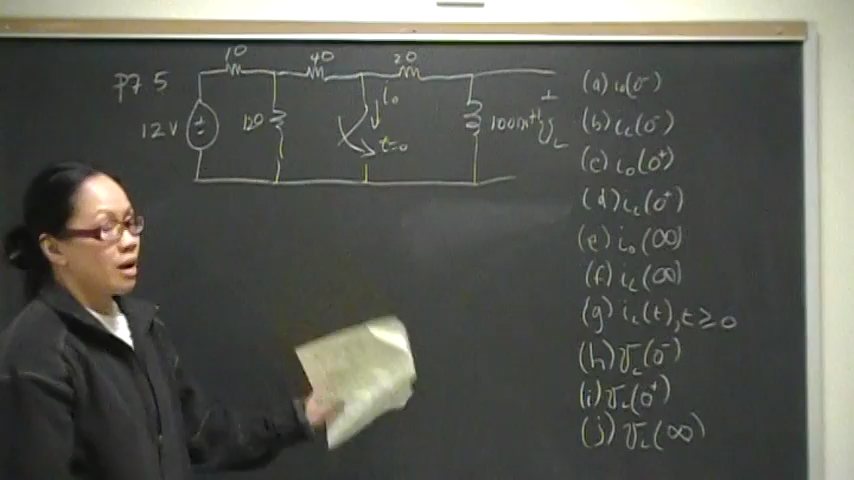 P7 5
10
40
20
12V
+
-
120
i₀
t=0
100mH
+
v_L
-
(a) i₀(0⁻)
(b) i_L(0⁻)
(c) i₀(0⁺)
(d) i_L(0⁺)
(e) i₀(∞)
(f) i_L(∞)
(g) i_L(t), t ≥ 0
(h) v_L(0⁻)
(i) v_L(0⁺)
(j) v_L(∞)